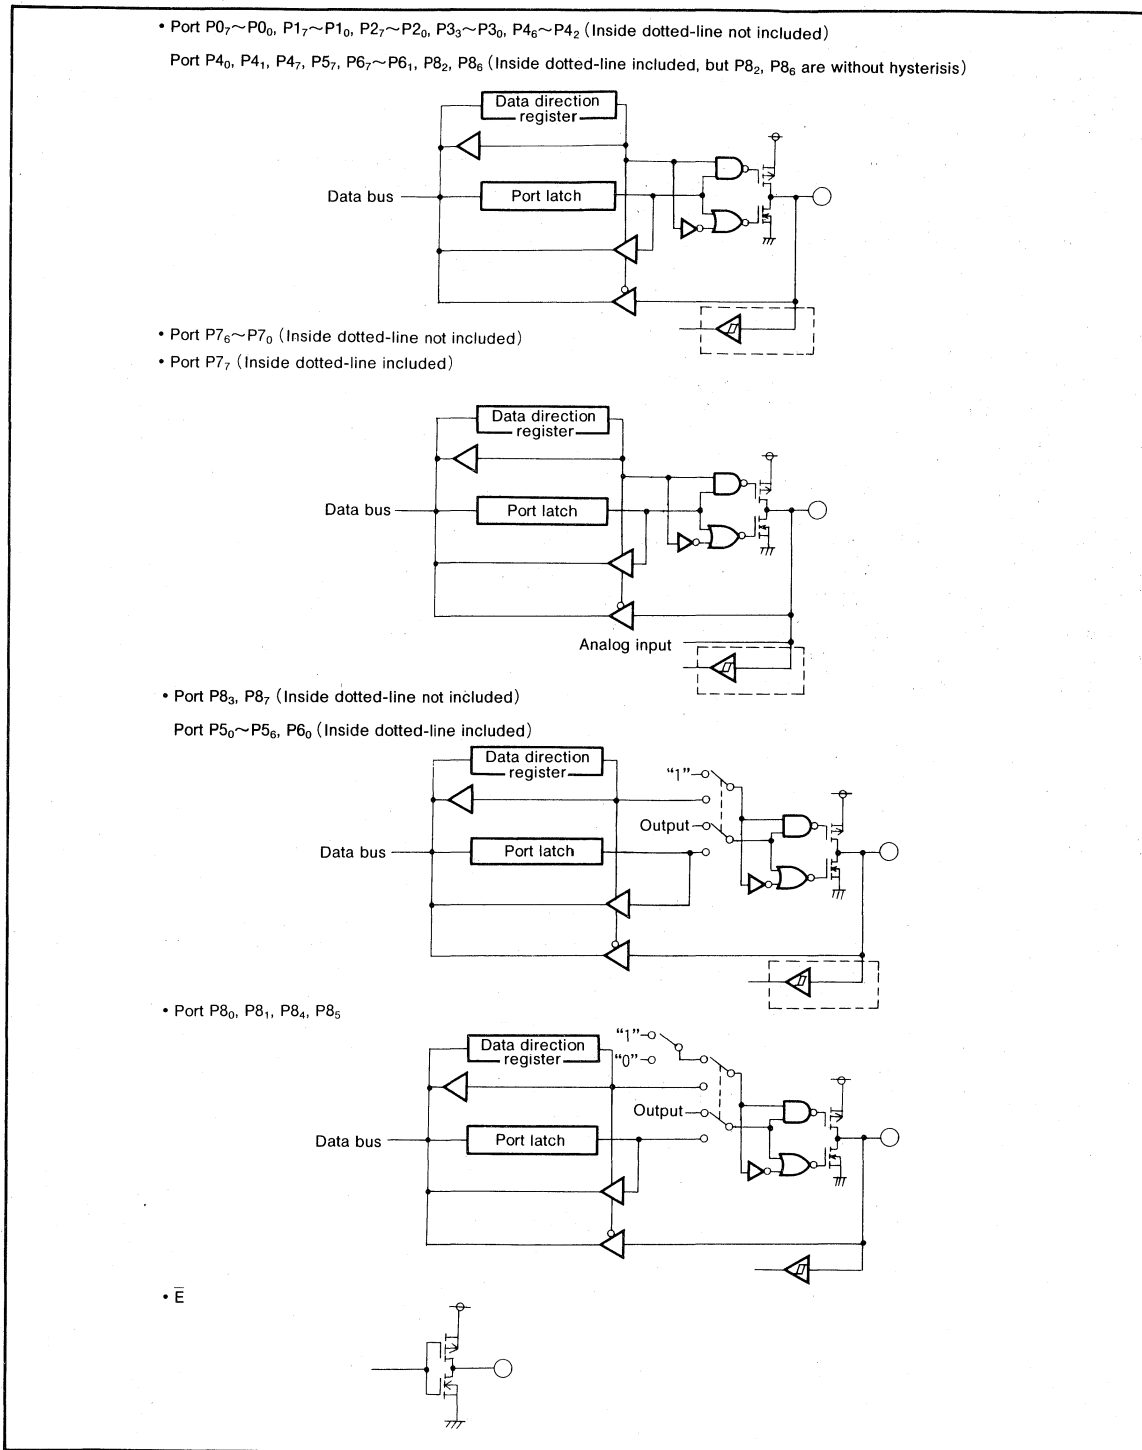 • Port P0₇～P0₀, P1₇～P1₀, P2₇～P2₀, P3₃～P3₀, P4₆～P4₂ (Inside dotted-line not included)
Port P4₀, P4₁, P4₇, P5₇, P6₇～P6₁, P8₂, P8₆ (Inside dotted-line included, but P8₂, P8₆ are without hysterisis)
Data direction
register
Data bus
Port latch
• Port P7₆～P7₀ (Inside dotted-line not included)
• Port P7₇ (Inside dotted-line included)
Data direction
register
Data bus
Port latch
Analog input
• Port P8₃, P8₇ (Inside dotted-line not included)
Port P5₀～P5₆, P6₀ (Inside dotted-line included)
Data direction
register
"1"
Output
Data bus
Port latch
• Port P8₀, P8₁, P8₄, P8₅
"1"
Data direction
register
"0"
Output
Data bus
Port latch
• E̅